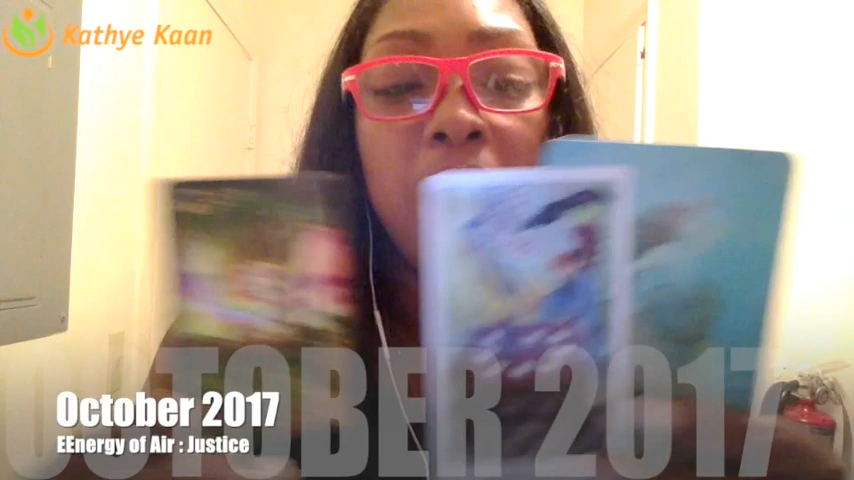 Kathye Kaan
OCTOBER 2017
October 2017
EEnergy of Air : Justice